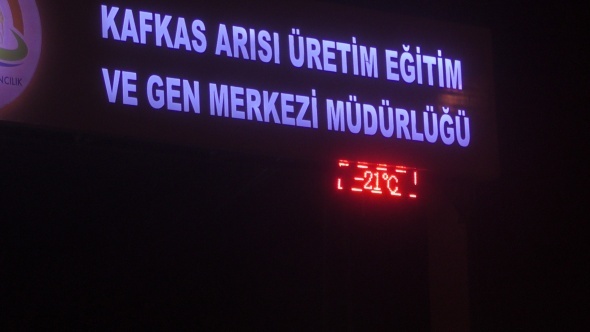 KAFKAS ARISI ÜRETİM EĞİTİM
VE GEN MERKEZİ MÜDÜRLÜĞÜ
-21°C